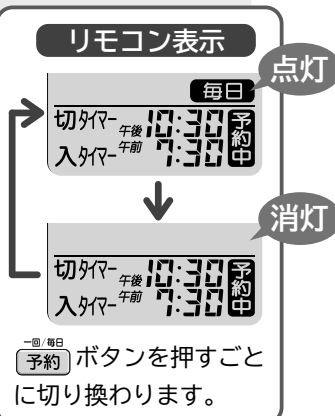 リモコン表示
点灯
毎日
切タイマー 午後 10:30 予約中
入タイマー 午前 7:30
消灯
切タイマー 午後 10:30 予約中
入タイマー 午前 7:30
一回/毎日
予約 ボタンを押すごと
に切り換わります。